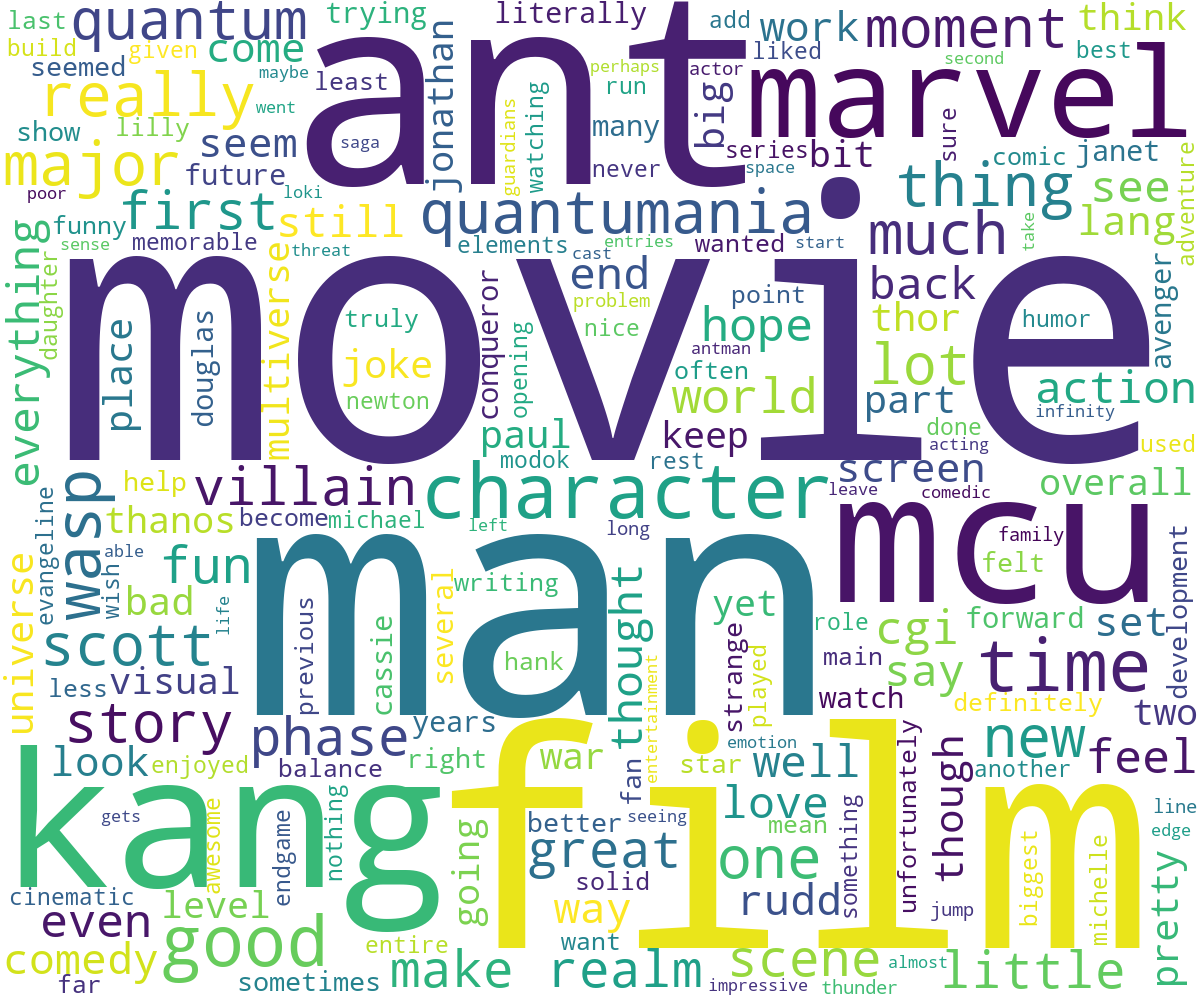 last
quantum
trying
literally
add
work
moment
think
build
given
come
ant
liked
second
best
seemed
maybe
least
jonathan
perhaps
actor
big
marvel
really
went
watching
run
guardians
show
lilly
seem
saga
many
series
bit
sure
comic
janet
major
future
never
space
thing
see
adventure
poor
loki
first
still
quantumania
much
take
lang
funny
memorable
elements
entries
wanted
start
everything
sense
threat
cast
daughter
multiverse
movie
end
back
avenger
conqueror
problem
point
place
douglas
truly
nice
hope
thor
humor
joke
opening
antman
often
lot
newton
world
action
part
infinity
paul
keep
done
acting
used
modok
rest
screen
wasp
help
villain
character
leave
comedic
overall
thanos
become
michael
left
long
mcu
family
able
evangeline
wish
fun
man
felt
universe
bad
writing
thought
yet
role
cgi
forward
set
development
life
previous
cassie
several
hank
scott
strange
played
main
say
time
less
visual
entertainment
watch
definitely
two
story
phase
years
film
new
look
enjoyed
balance
right
war
fan
star
emotion
well
though
another
feel
unfortunately
kang
gets
awesome
endgame
nothing
going
better
seeing
love
mean
something
line
edge
great
one
biggest
michelle
pretty
cinematic
solid
rudd
even
level
way
jump
good
entire
want
comedy
scene
almost
little
far
sometimes
make
realm
impressive
thunder